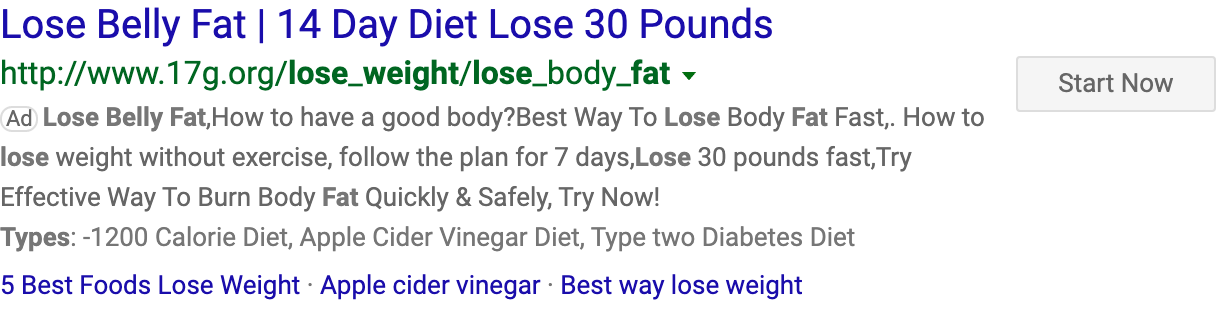 Lose Belly Fat | 14 Day Diet Lose 30 Pounds
http://www.17g.org/lose_weight/lose_body_fat
Start Now
Ad Lose Belly Fat,How to have a good body?Best Way To Lose Body Fat Fast,. How to
lose weight without exercise, follow the plan for 7 days,Lose 30 pounds fast,Try
Effective Way To Burn Body Fat Quickly & Safely, Try Now!
Types: -1200 Calorie Diet, Apple Cider Vinegar Diet, Type two Diabetes Diet
5 Best Foods Lose Weight · Apple cider vinegar · Best way lose weight